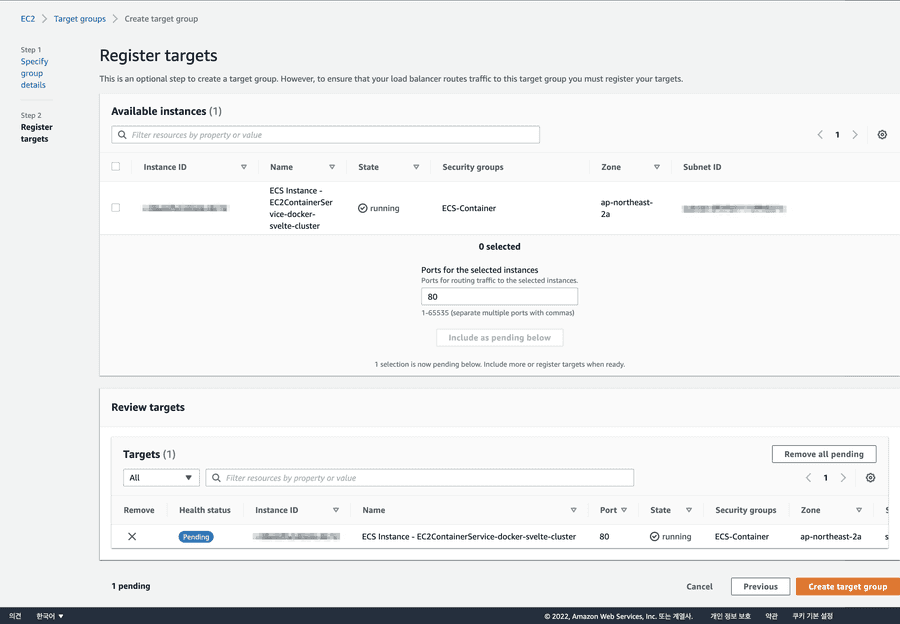 EC2 > Target groups > Create target group
Step 1
Specify
group
details
Step 2
Register
targets
Register targets
This is an optional step to create a target group. However, to ensure that your load balancer routes traffic to this target group you must register your targets.
Available instances (1)
Filter resources by property or value
1
Instance ID Name State Security groups Zone Subnet ID
ECS Instance -
EC2ContainerSer
vice-docker-
svelte-cluster
running ECS-Container
ap-northeast-
2a
0 selected
Ports for the selected instances
Ports for routing traffic to the selected instances.
80
1-65535 (separate multiple ports with commas)
Include as pending below
1 selection is now pending below. Include more or register targets when ready.
Review targets
Targets (1)
Remove all pending
All Filter resources by property or value 1
Remove Health status Instance ID Name Port State Security groups Zone S
Pending ECS Instance - EC2ContainerService-docker-svelte-cluster 80 running ECS-Container ap-northeast-2a s
1 pending
Cancel Previous Create target group
의견 한국어 ▼ © 2022, Amazon Web Services, Inc. 또는 계열사. 개인 정보 보호 약관 쿠키 기본 설정